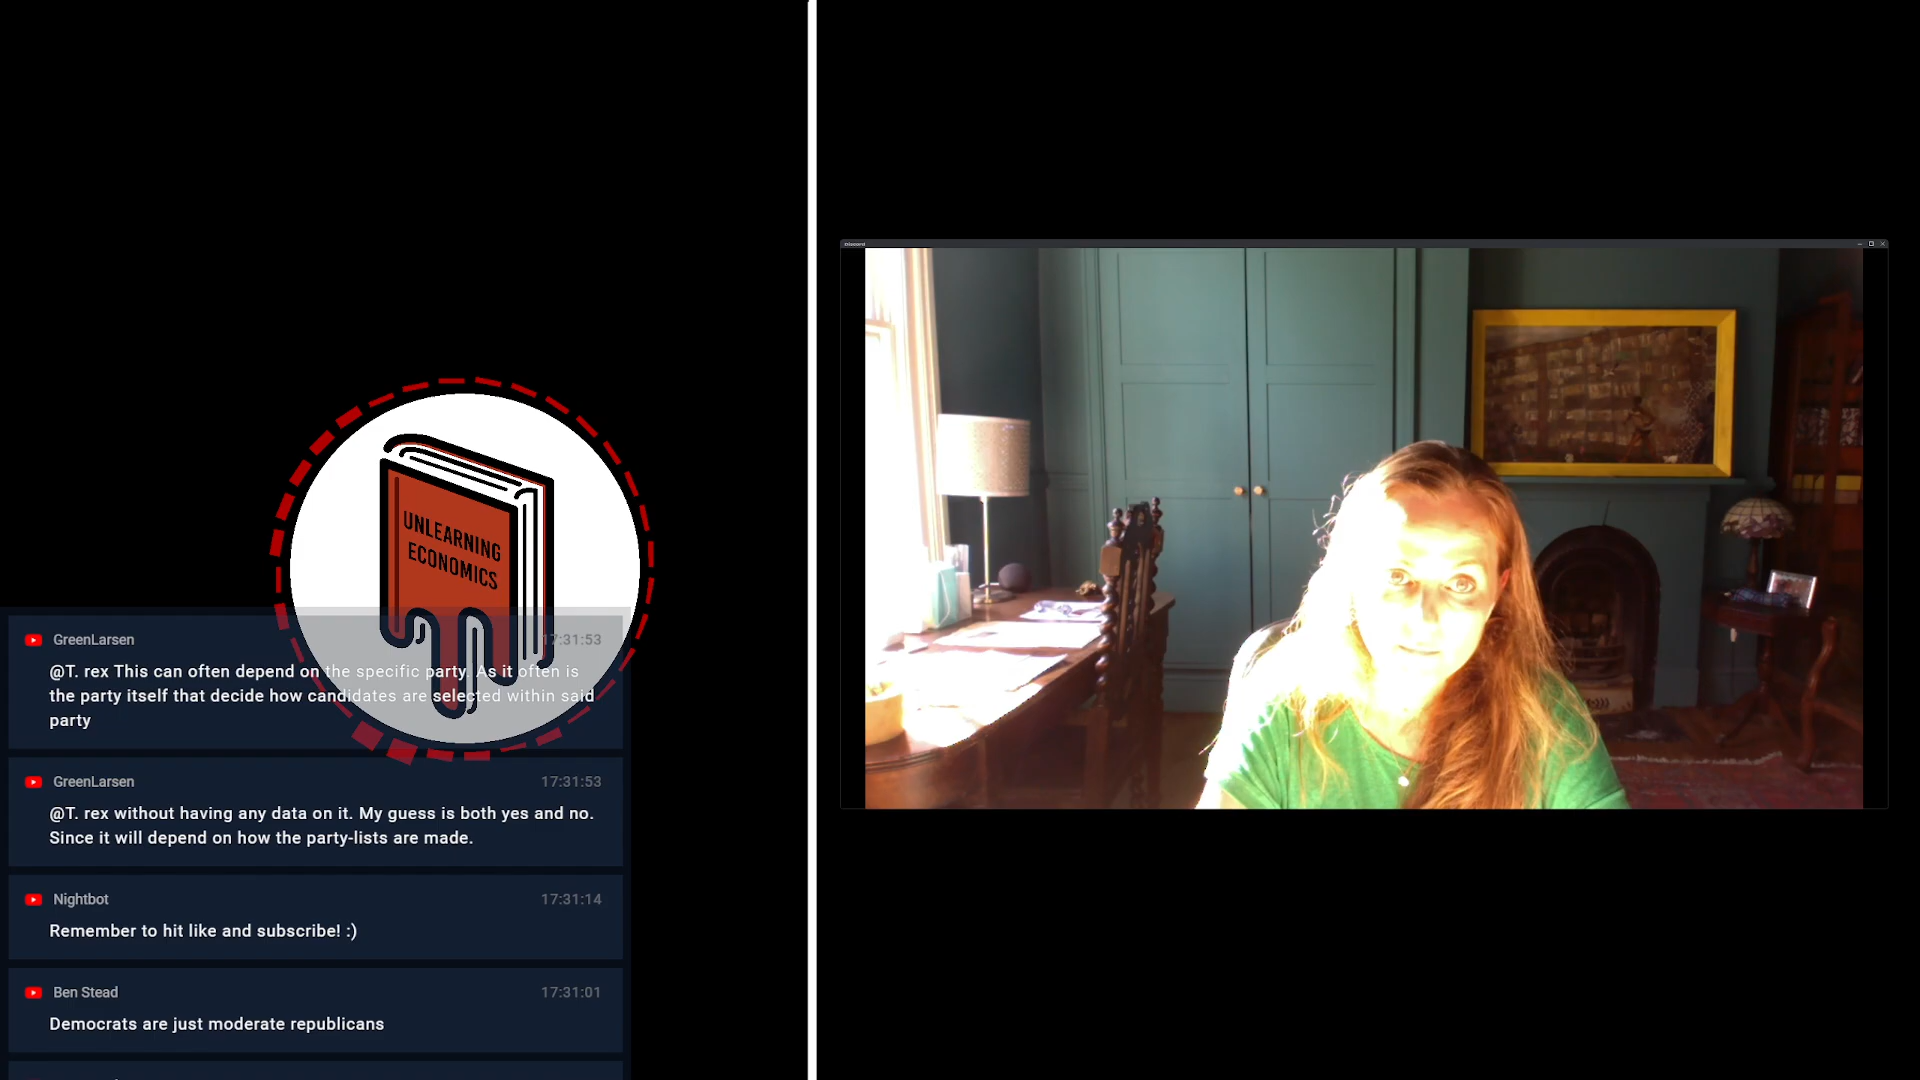 Discord
UNLEARNING
ECONOMICS
GreenLarsen 17:31:53
@T. rex This can often depend on the specific party. As it often is
the party itself that decide how candidates are selected within said
party
GreenLarsen 17:31:53
@T. rex without having any data on it. My guess is both yes and no.
Since it will depend on how the party-lists are made.
Nightbot 17:31:14
Remember to hit like and subscribe! :)
Ben Stead 17:31:01
Democrats are just moderate republicans